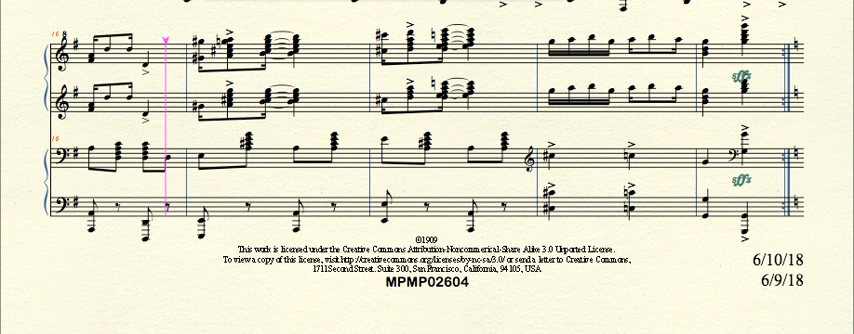 16
sffz
16
sffz
©1909
This work is licensed under the Creative Commons Attribution-Noncommerical-Share Alike 3.0 Unported License.
To view a copy of this license, visit http://creativecommons.org/licenses/by-nc-sa/3.0/ or send a letter to Creative Commons,
171 Second Street, Suite 300, San Francisco, California, 94105, USA
MPMP02604
6/10/18
6/9/18